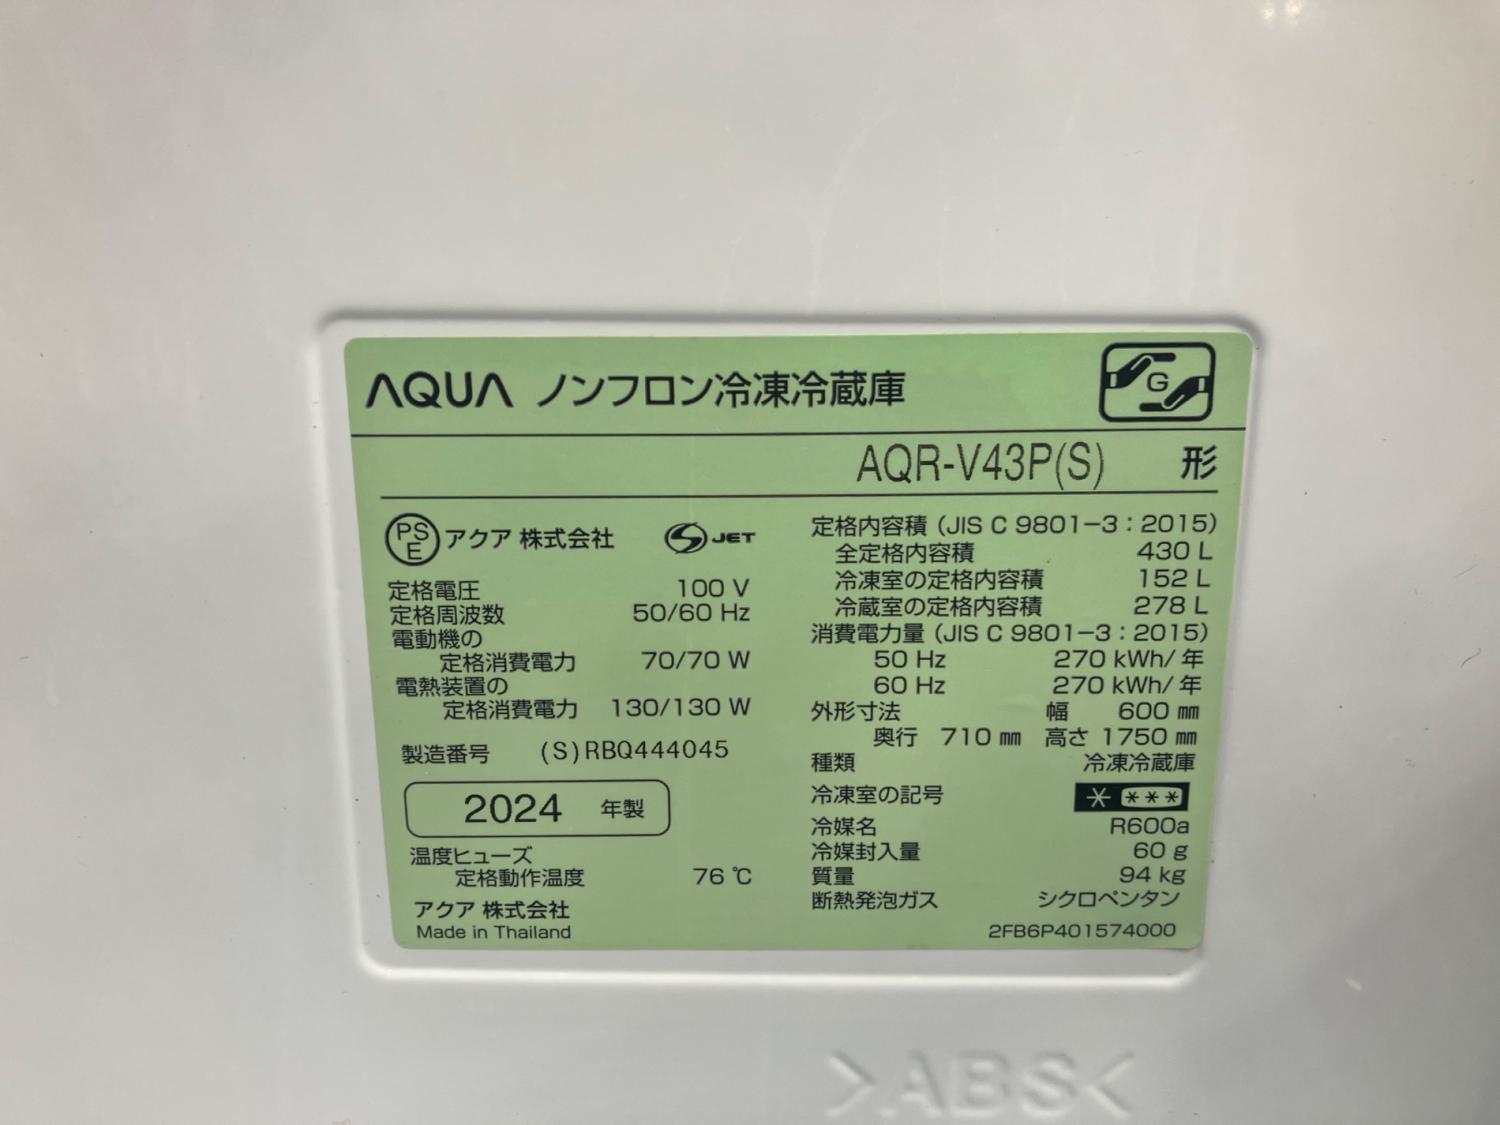 AQUA ノンフロン冷凍冷蔵庫
G
AQR-V43P(S) 形
PS
E
アクア 株式会社
S JET
定格電圧 100 V
定格周波数 50/60 Hz
電動機の
定格消費電力 70/70 W
電熱装置の
定格消費電力 130/130 W
製造番号 (S)RBQ444045
2024 年製
温度ヒューズ
定格動作温度 76 ℃
アクア 株式会社
Made in Thailand
定格内容積 (JIS C 9801-3 : 2015)
全定格内容積 430 L
冷凍室の定格内容積 152 L
冷蔵室の定格内容積 278 L
消費電力量 (JIS C 9801-3 : 2015)
50 Hz 270 kWh/年
60 Hz 270 kWh/年
外形寸法 幅 600 ㎜
奥行 710 ㎜ 高さ 1750 ㎜
種類 冷凍冷蔵庫
冷凍室の記号 * ***
冷媒名 R600a
冷媒封入量 60 g
質量 94 kg
断熱発泡ガス シクロペンタン
2FB6P401574000
>ABS<